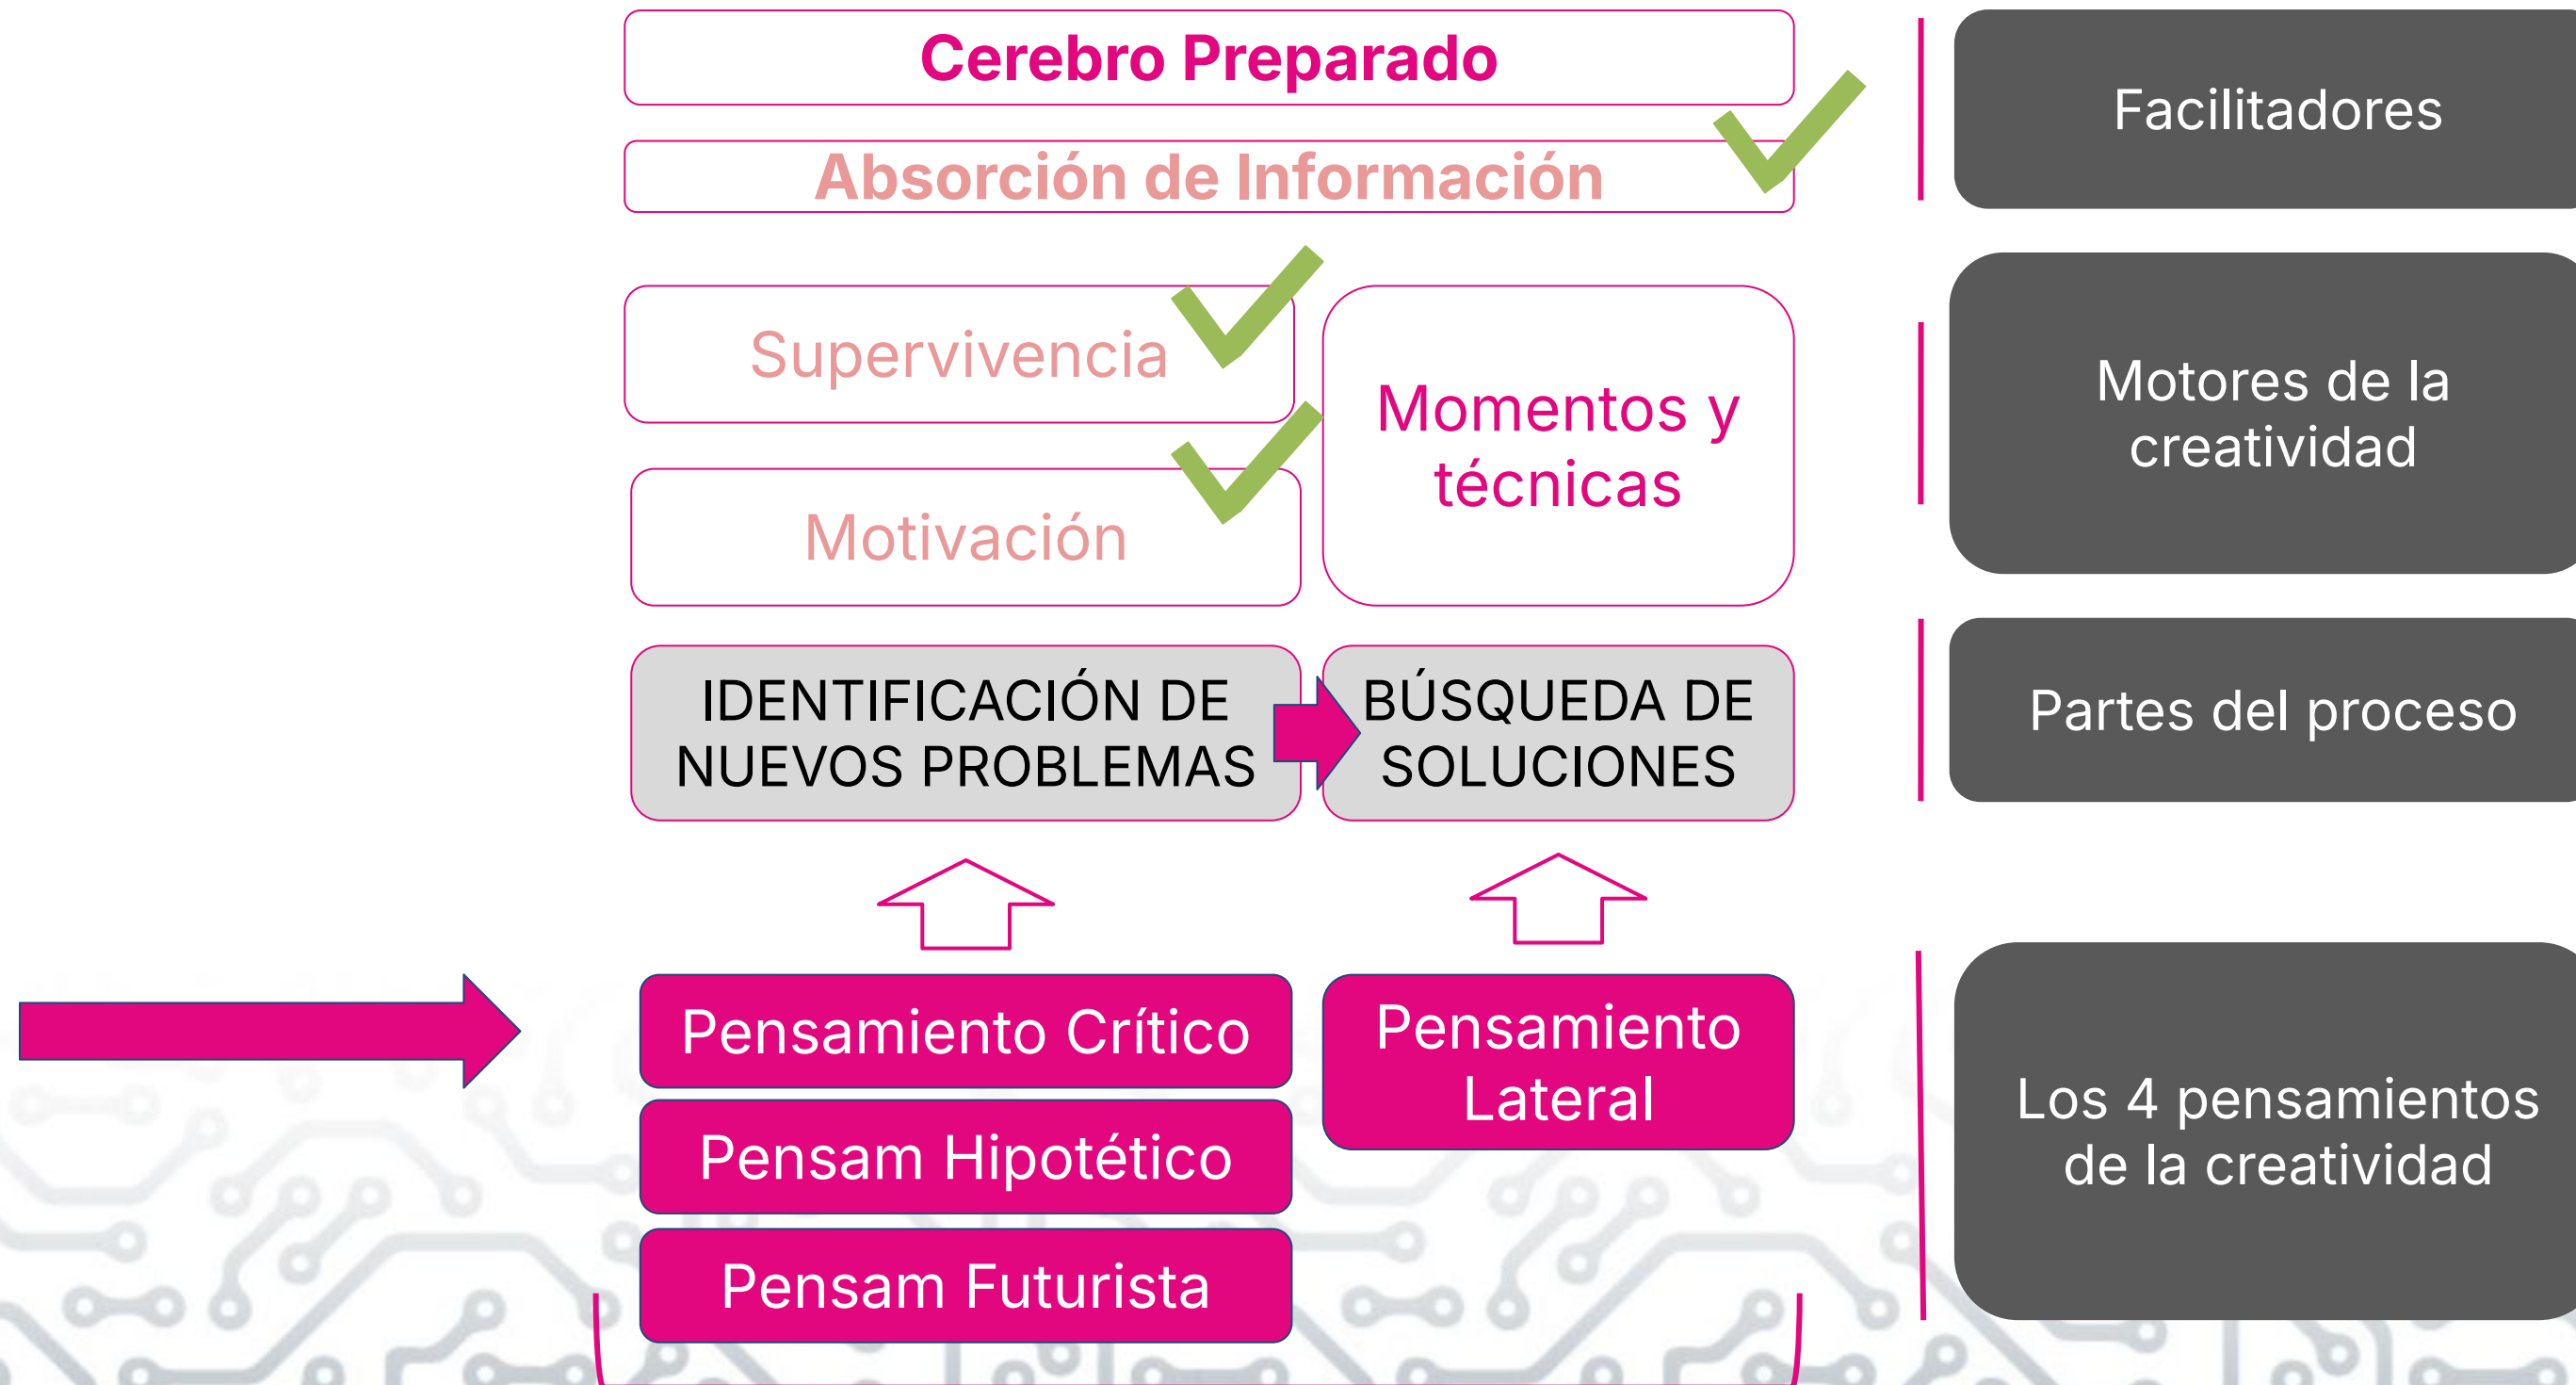 Cerebro Preparado
Absorción de Información
Facilitadores
Supervivencia
Motivación
Momentos y
técnicas
Motores de la
creatividad
IDENTIFICACIÓN DE
NUEVOS PROBLEMAS
BÚSQUEDA DE
SOLUCIONES
Partes del proceso
Pensamiento Crítico
Pensam Hipotético
Pensam Futurista
Pensamiento
Lateral
Los 4 pensamientos
de la creatividad